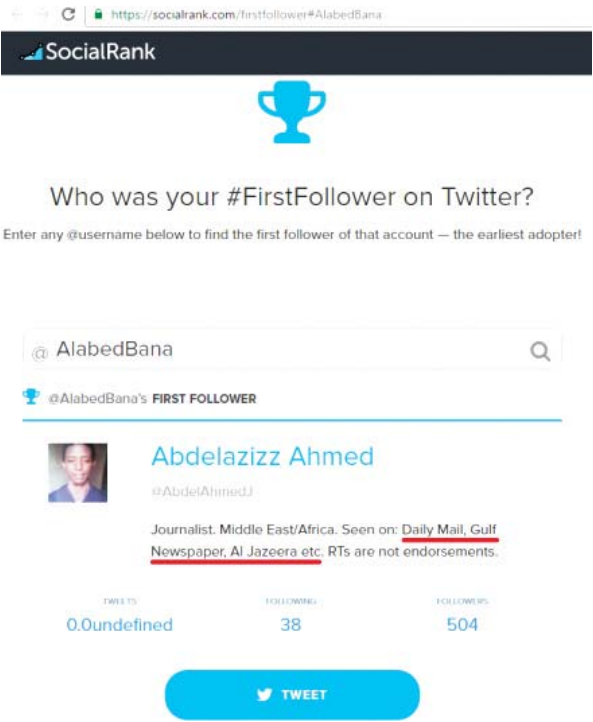 https://socialrank.com/firstfollower#AlabedBana
SocialRank
Who was your #FirstFollower on Twitter?
Enter any @username below to find the first follower of that account — the earliest adopter!
@ AlabedBana
@AlabedBana's FIRST FOLLOWER
Abdelazizz Ahmed
@AbdelAhmedJ
Journalist. Middle East/Africa. Seen on: Daily Mail, Gulf
Newspaper, Al Jazeera etc. RTs are not endorsements.
TWEETS FOLLOWING FOLLOWERS
0.0undefined 38 504
TWEET